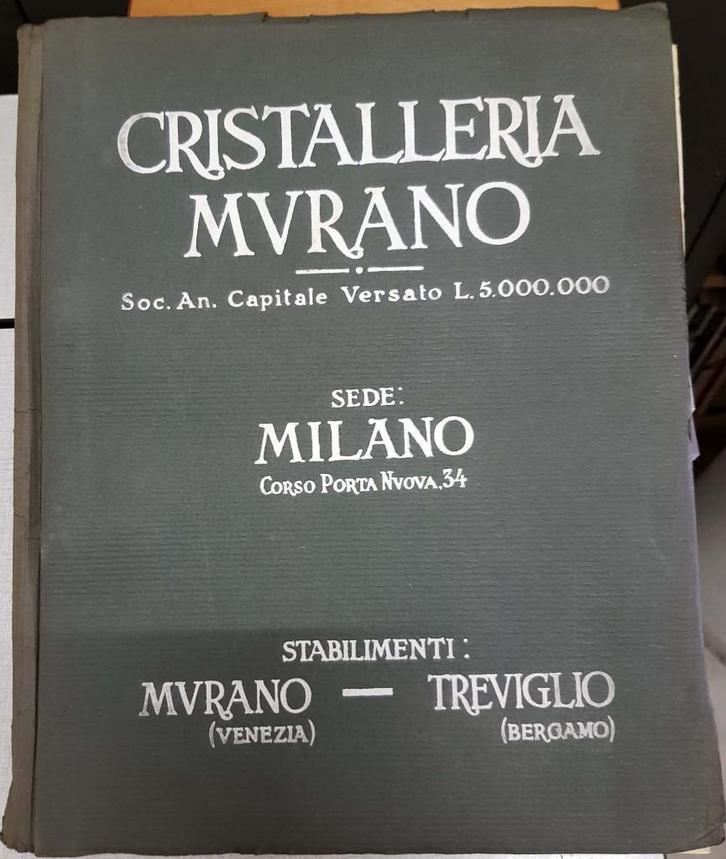 CRISTALLERIA
MVRANO
Soc. An. Capitale Versato L. 5.000.000
SEDE:
MILANO
CORSO PORTA NVOVA, 34
STABILIMENTI:
MVRANO — TREVIGLIO
(VENEZIA) (BERGAMO)